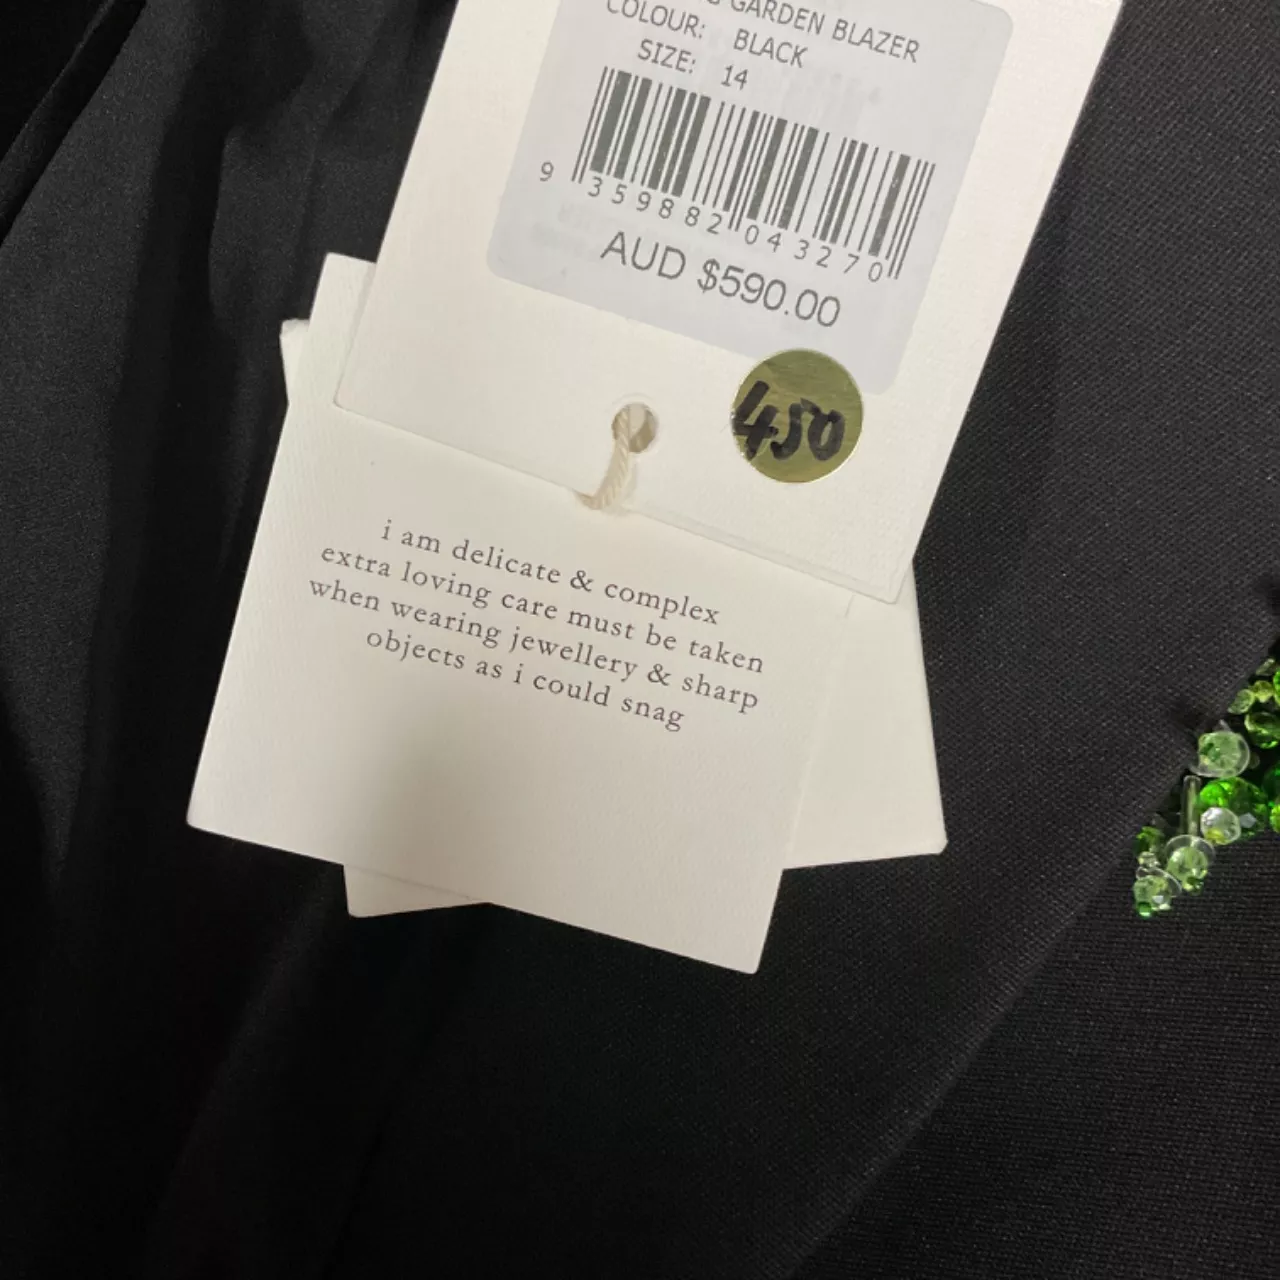 GARDEN BLAZER
COLOUR: BLACK
SIZE: 14
9 359882 043270
AUD $590.00
450
i am delicate & complex
extra loving care must be taken
when wearing jewellery & sharp
objects as i could snag